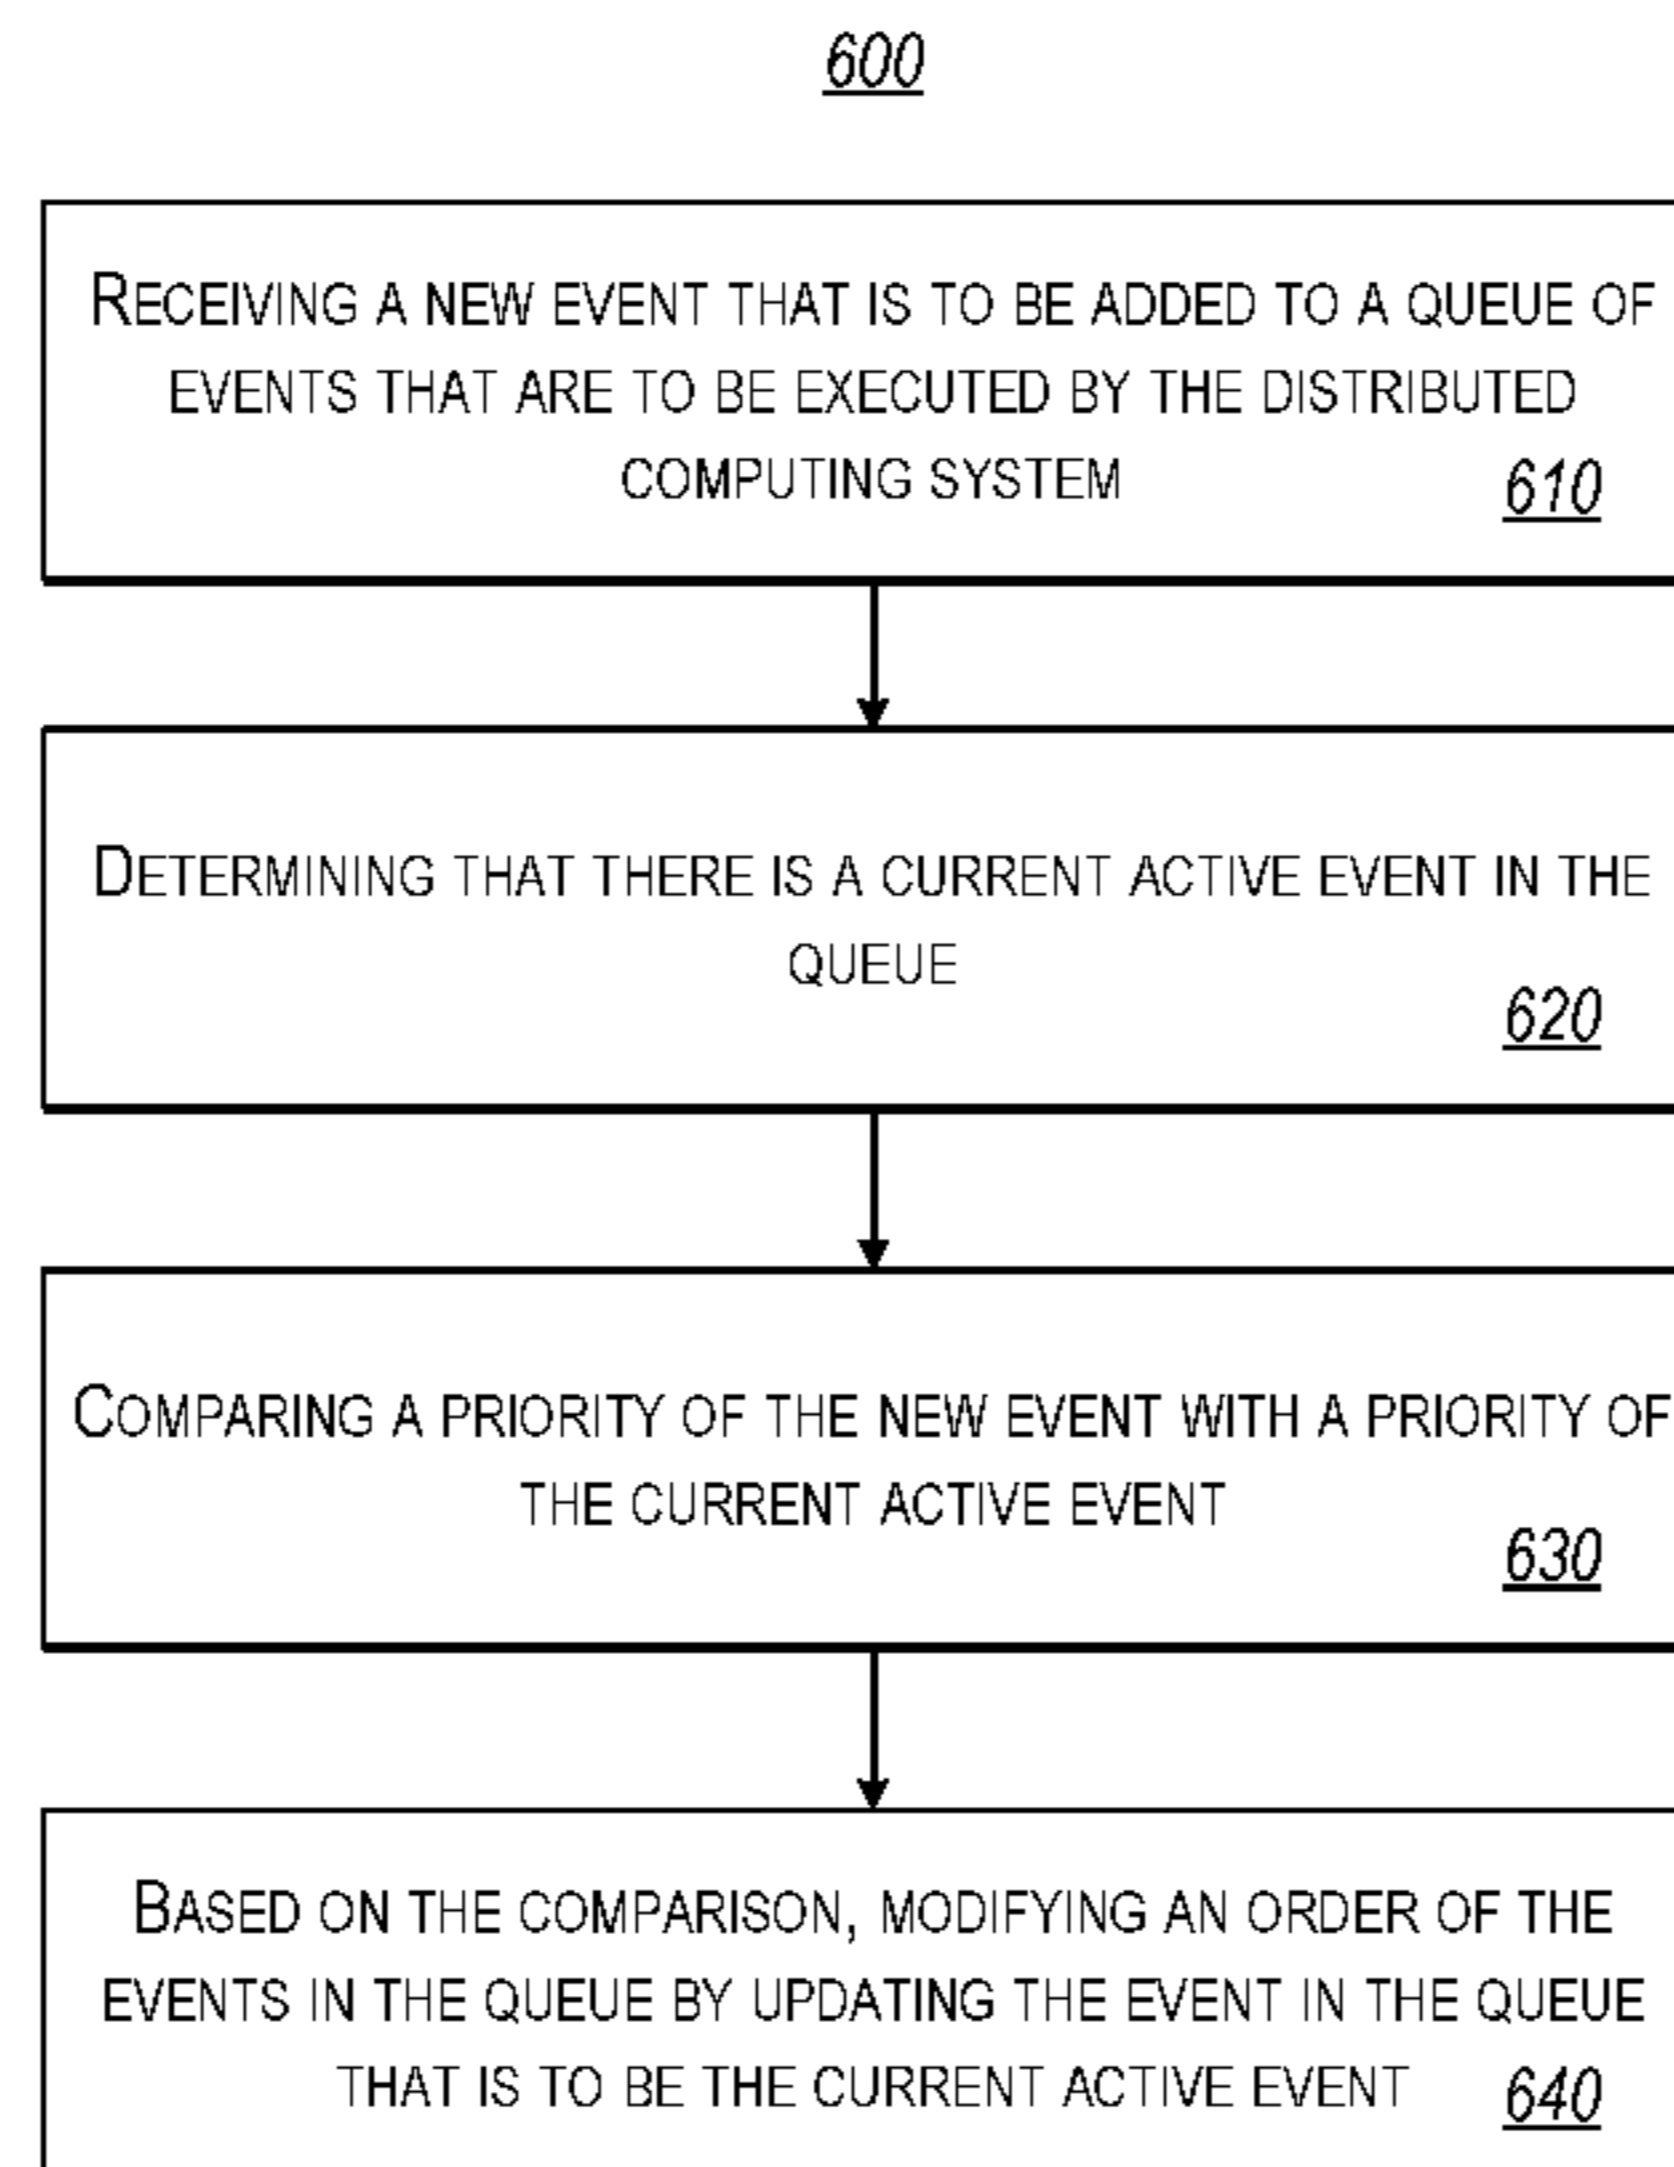 600
RECEIVING A NEW EVENT THAT IS TO BE ADDED TO A QUEUE OF
EVENTS THAT ARE TO BE EXECUTED BY THE DISTRIBUTED
COMPUTING SYSTEM 610
DETERMINING THAT THERE IS A CURRENT ACTIVE EVENT IN THE
QUEUE
620
COMPARING A PRIORITY OF THE NEW EVENT WITH A PRIORITY OF
THE CURRENT ACTIVE EVENT
630
BASED ON THE COMPARISON, MODIFYING AN ORDER OF THE
EVENTS IN THE QUEUE BY UPDATING THE EVENT IN THE QUEUE
THAT IS TO BE THE CURRENT ACTIVE EVENT 640